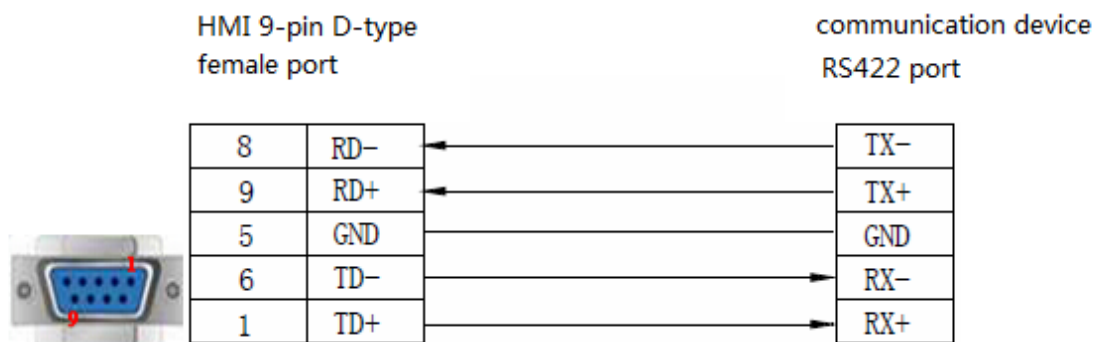 HMI 9-pin D-type
female port
communication device
RS422 port
8 RD- TX-
9 RD+ TX+
5 GND GND
6 TD- RX-
1 TD+ RX+
1
9